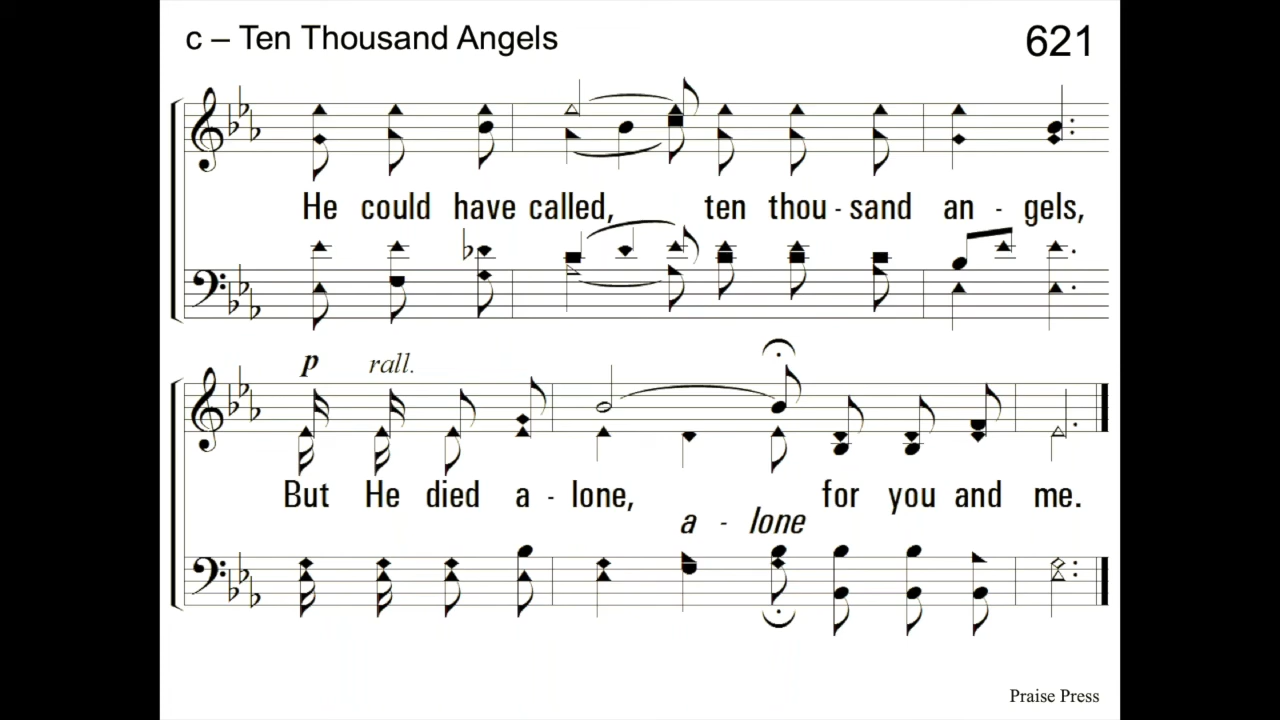 c – Ten Thousand Angels 621
He could have called, ten thou - sand an - gels,
p rall.
But He died a - lone, for you and me.
a - lone
Praise Press